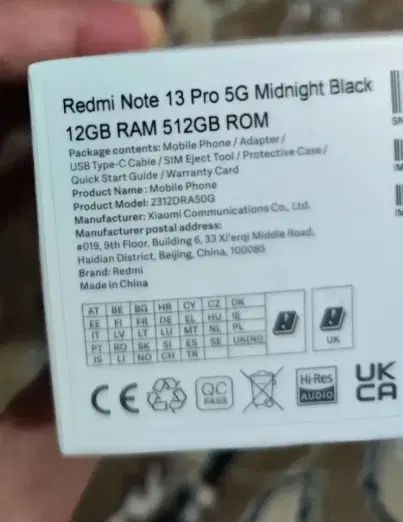 Redmi Note 13 Pro 5G Midnight Black
12GB RAM 512GB ROM
Package contents: Mobile Phone / Adapter /
USB Type-C Cable / SIM Eject Tool / Protective Case /
Quick Start Guide / Warranty Card
Product Name : Mobile Phone
Product Model: 2312DRA50G
Manufacturer: Xiaomi Communications Co., Ltd.
Manufacturer postal address:
#019, 9th Floor, Building 6, 33 Xi'erqi Middle Road,
Haidian District, Beijing, China, 100085
Brand: Redmi
Made in China
AT BE BG HR CY CZ DK
EE FI FR DE EL HU IE
IT LV LT LU MT NL PL
PT RO SK SI ES SE UK(NI)
IS LI NO CH TR
UK
CE
QC
PASS
Hi-Res
AUDIO
UK
CA
SN
IM
IM